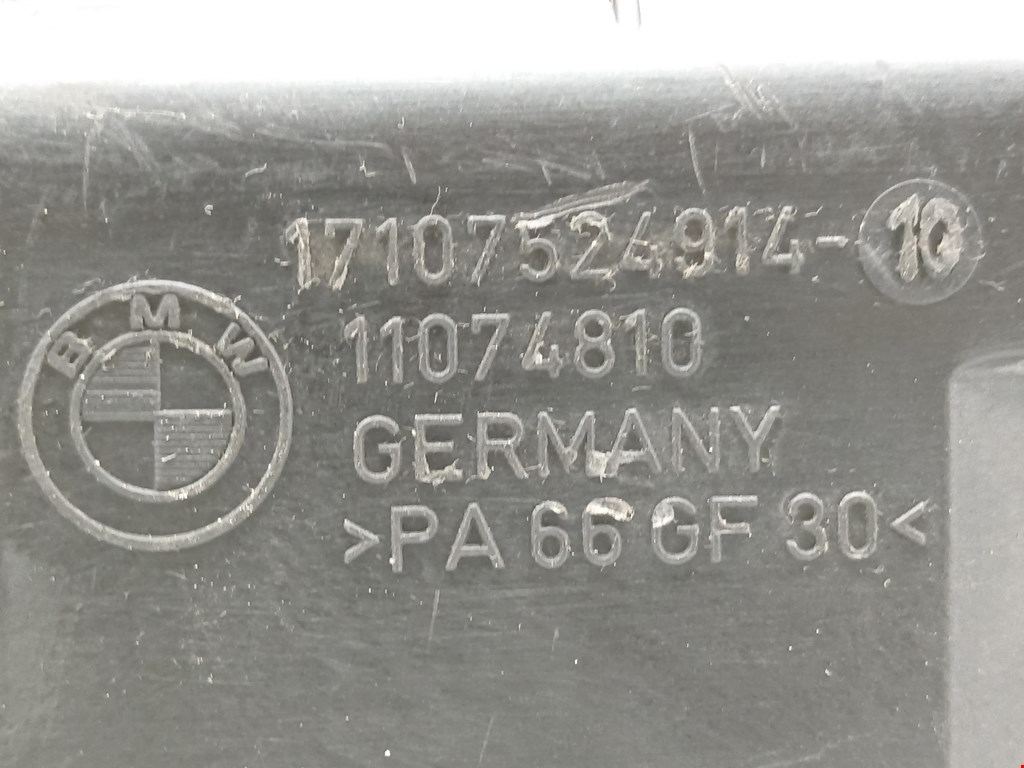 17107524914-10
11074810
BMW
GERMANY
>PA 66 GF 30<